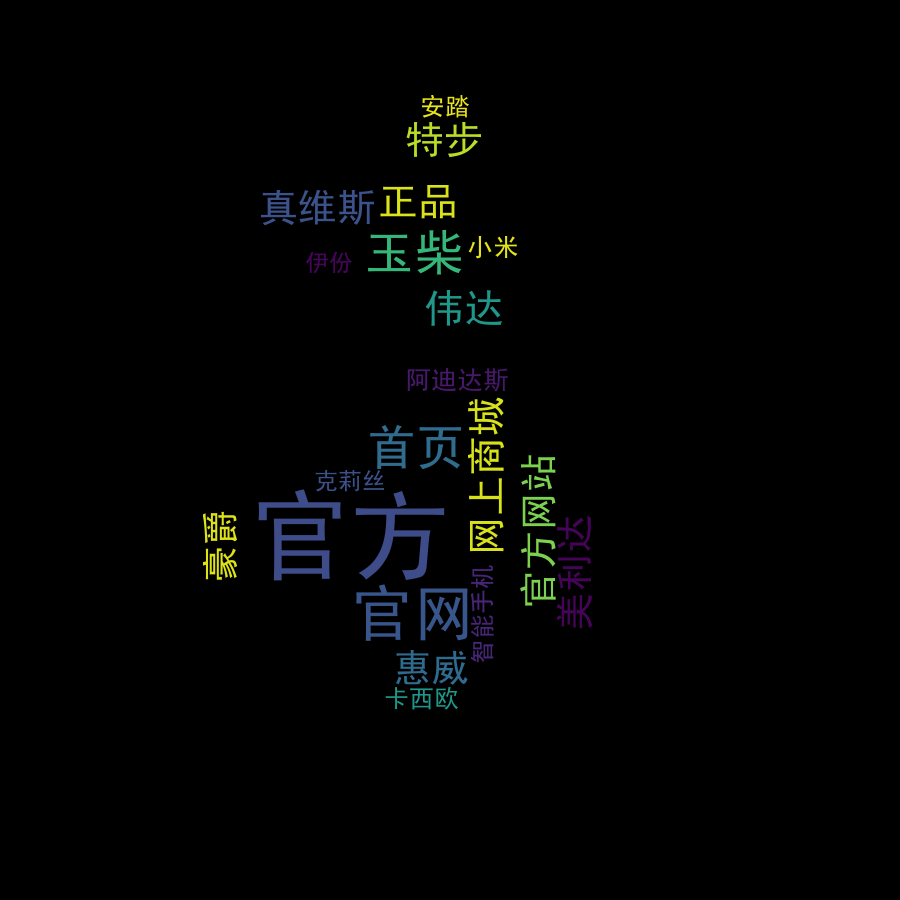 安踏
特步
真维斯
正品
玉柴
小米
伊份
伟达
阿迪达斯
网上商城
首页
官方网站
克莉丝
官方
豪爵
美利达
智能手机
官网
惠威
卡西欧